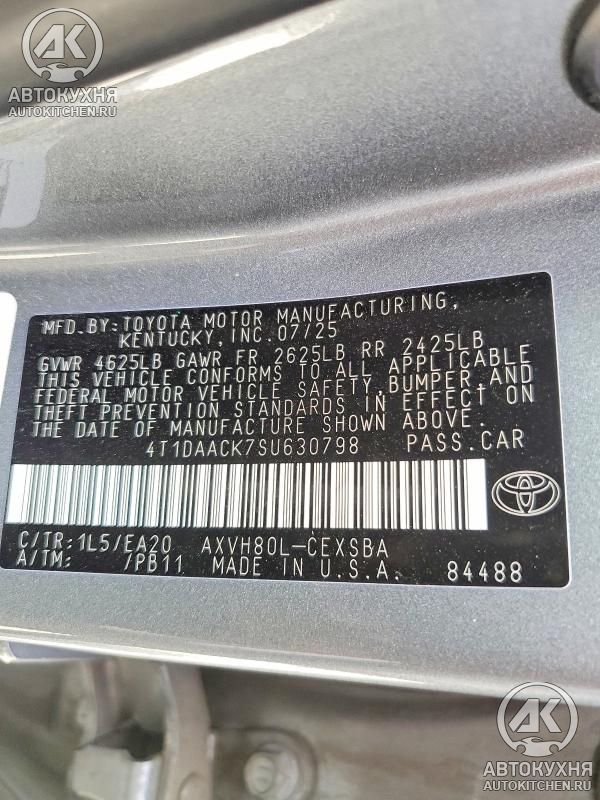 AK
АВТОКУХНЯ
AUTOKITCHEN.RU
MFD. BY: TOYOTA MOTOR MANUFACTURING,
KENTUCKY, INC. 07/25
GVWR 4625LB GAWR FR 2625LB RR 2425LB
THIS VEHICLE CONFORMS TO ALL APPLICABLE
FEDERAL MOTOR VEHICLE SAFETY, BUMPER, AND
THEFT PREVENTION STANDARDS IN EFFECT ON
THE DATE OF MANUFACTURE SHOWN ABOVE.
4T1DAACK7SU630798 PASS. CAR
C/TR: 1L5/EA20 AXVH80L-CEXSBA
A/TM: /PB11 MADE IN U.S.A. 84488
AK
АВТОКУХНЯ
AUTOKITCHEN.RU